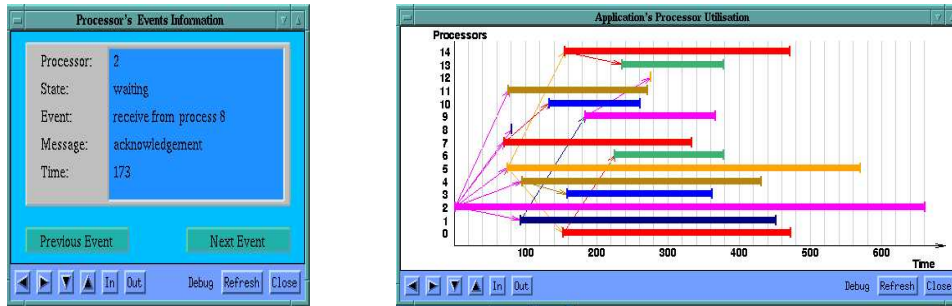 Processor's Events Information
Processor: 2
State: waiting
Event: receive from process 8
Message: acknowledgement
Time: 173
Previous Event Next Event
In Out Debug Refresh Close
Application's Processor Utilisation
Processors
14
13
12
11
10
9
8
7
6
5
4
3
2
1
0
100 200 300 400 500 600
Time
In Out Debug Refresh Close